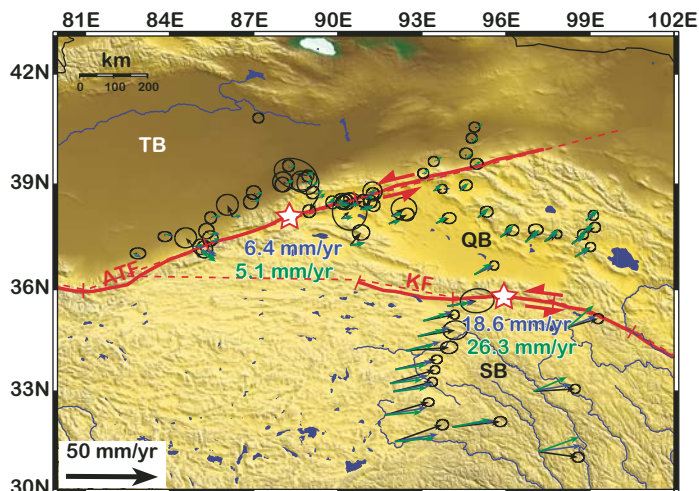 81E 84E 87E 90E 93E 96E 99E 102E
42N
km
0 100 200
TB
39N
QB
6.4 mm/yr
ATF
5.1 mm/yr
36N
KF
18.6 mm/yr
26.3 mm/yr
SB
33N
50 mm/yr
30N